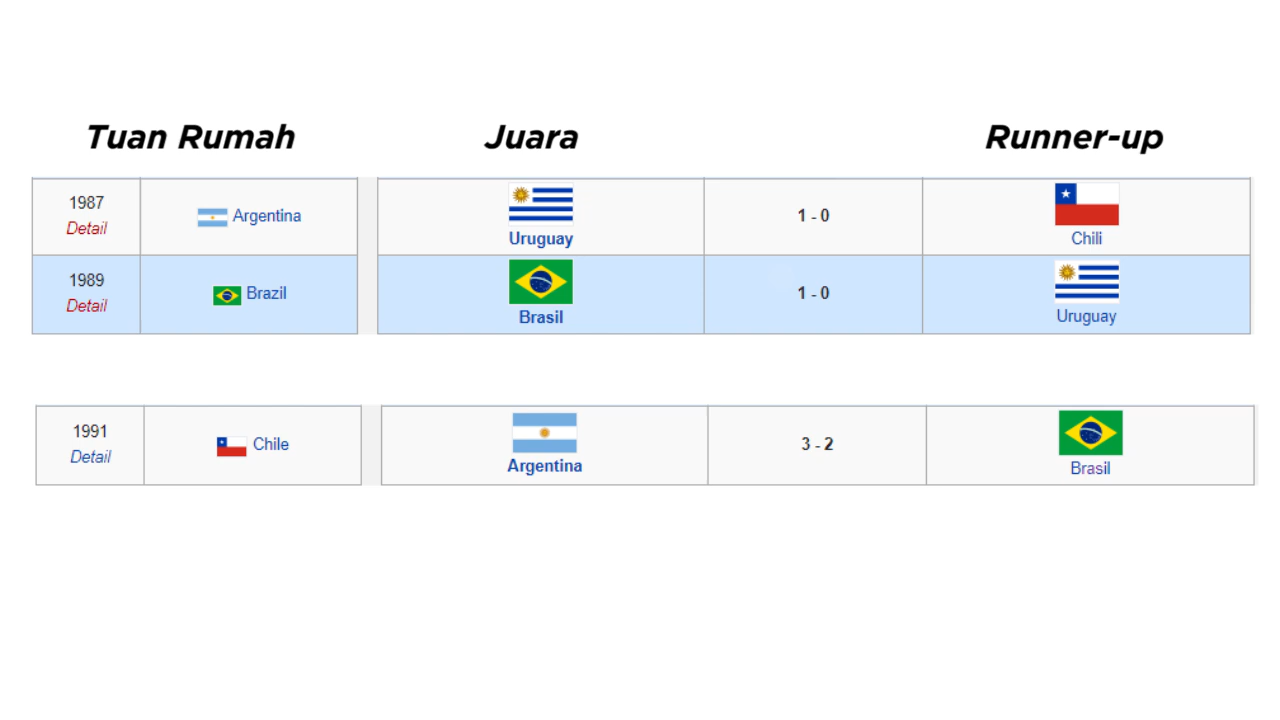 Tuan Rumah Juara Runner-up
1987
Detail
Argentina
Uruguay
1 - 0
Chili
1989
Detail
Brazil
Brasil
1 - 0
Uruguay
1991
Detail
Chile
Argentina
3 - 2
Brasil